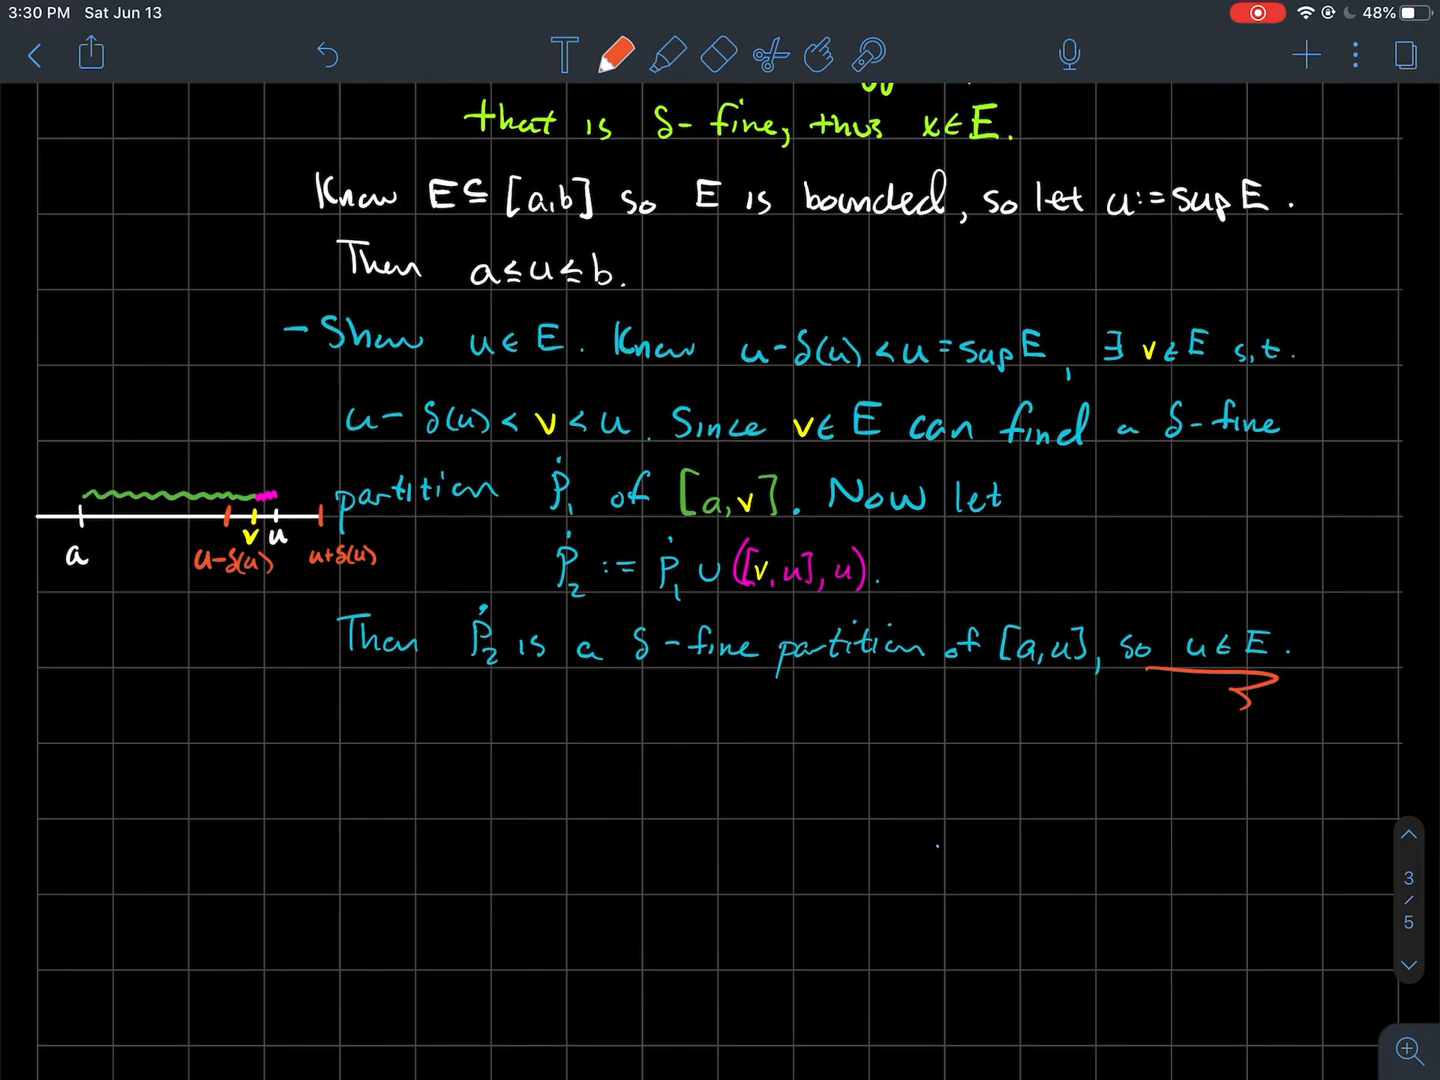 3:30 PM Sat Jun 13
48%
that is δ-fine, thus x∈E.
Know E⊆[a,b] so E is bounded, so let u:=sup E.
Then a≤u≤b.
- Show u∈E. Know u-δ(u)<u=sup E, ∃ v∈E s.t.
u-δ(u)<v<u. Since v∈E can find a δ-fine
partition Ṗ₁ of [a,v]. Now let
a u-δ(u) v u u+δ(u)
Ṗ₂ := Ṗ₁ ∪ ([v,u],u).
Then Ṗ₂ is a δ-fine partition of [a,u], so u∈E.
3
/
5